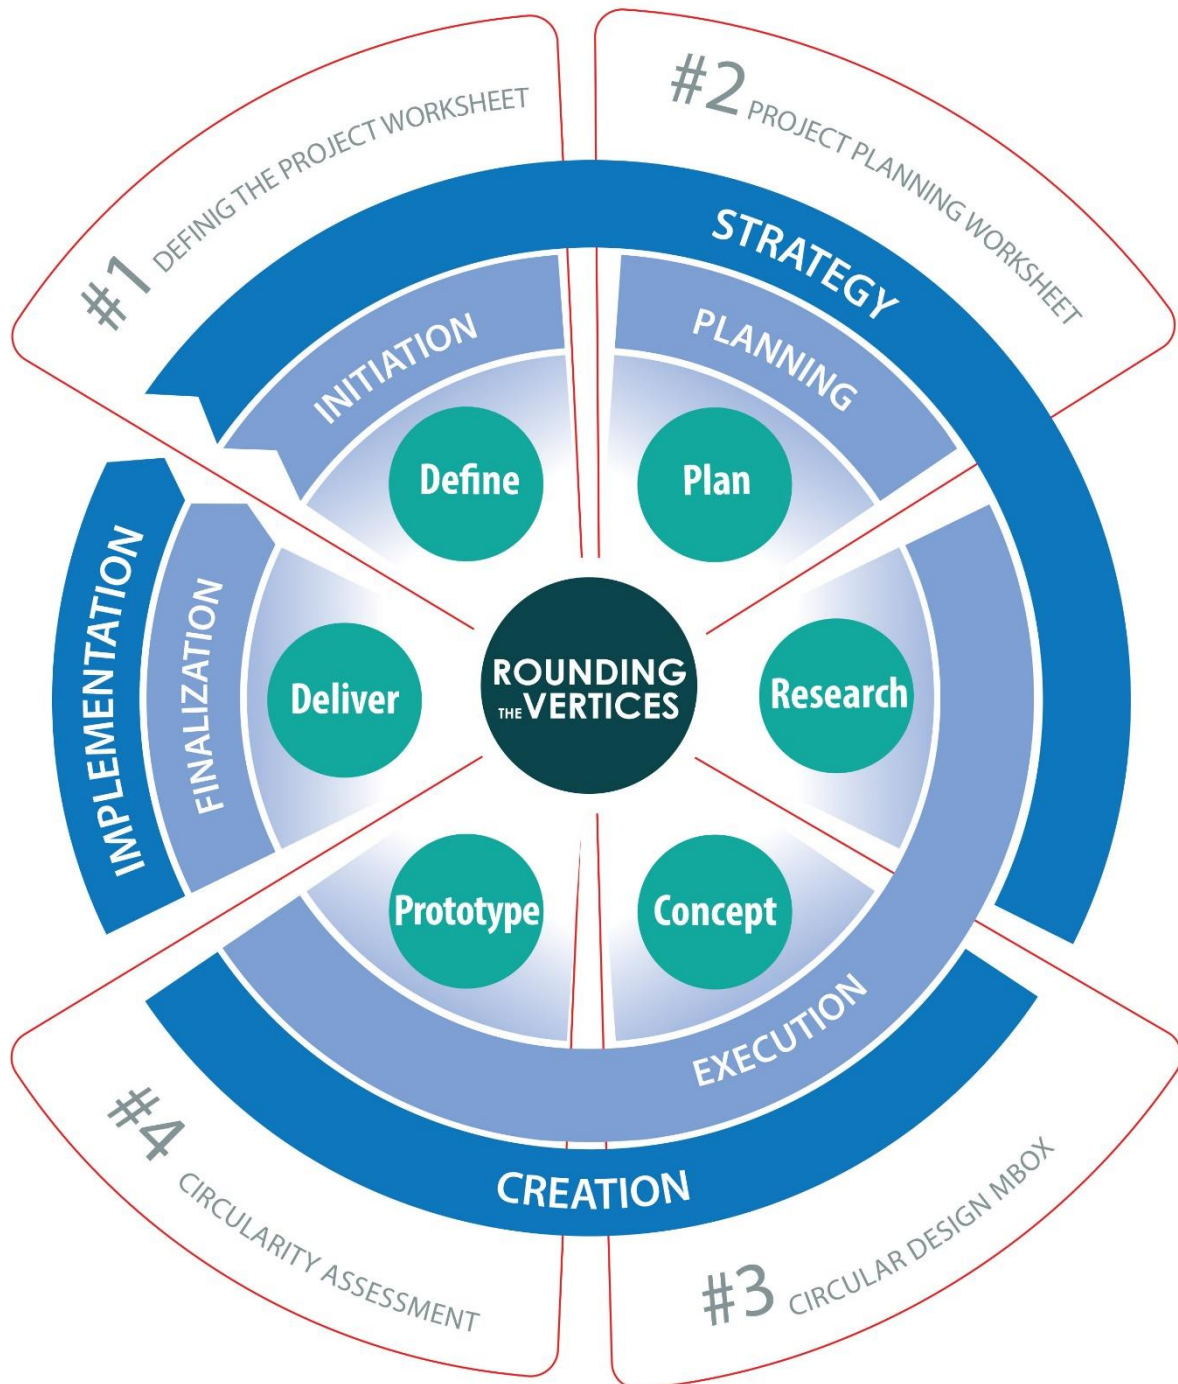 #1 DEFINIG THE PROJECT WORKSHEET
#2 PROJECT PLANNING WORKSHEET
STRATEGY
INITIATION
PLANNING
Define
Plan
IMPLEMENTATION
FINALIZATION
Deliver
ROUNDING
THE VERTICES
Research
Prototype
Concept
EXECUTION
CREATION
#4 CIRCULARITY ASSESSMENT
#3 CIRCULAR DESIGN MBOX